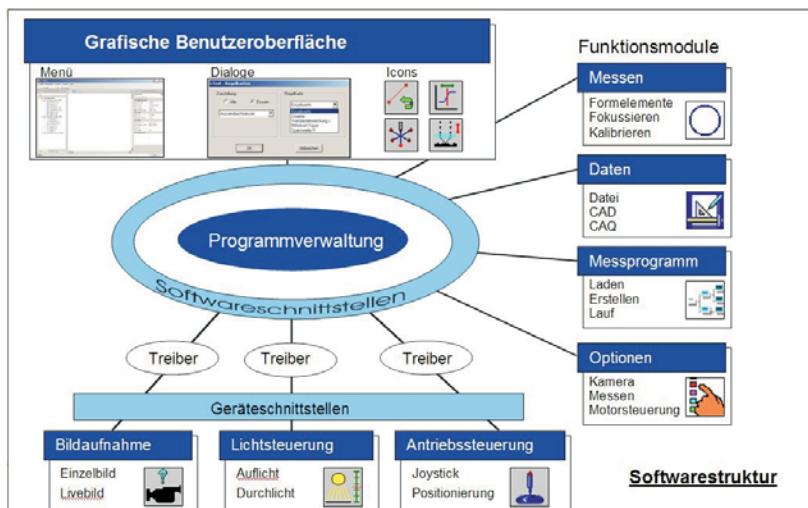 Grafische Benutzeroberfläche
Menü
Dialoge
Icons
OK
Abbrechen
Funktionsmodule
Messen
Formelemente
Fokussieren
Kalibrieren
Daten
Datei
CAD
CAQ
Messprogramm
Laden
Erstellen
Lauf
Optionen
Kamera
Messen
Motorsteuerung
Programmverwaltung
Softwareschnittstellen
Treiber
Treiber
Treiber
Geräteschnittstellen
Bildaufnahme
Einzelbild
Livebild
Lichtsteuerung
Auflicht
Durchlicht
Antriebssteuerung
Joystick
Positionierung
Softwarestruktur